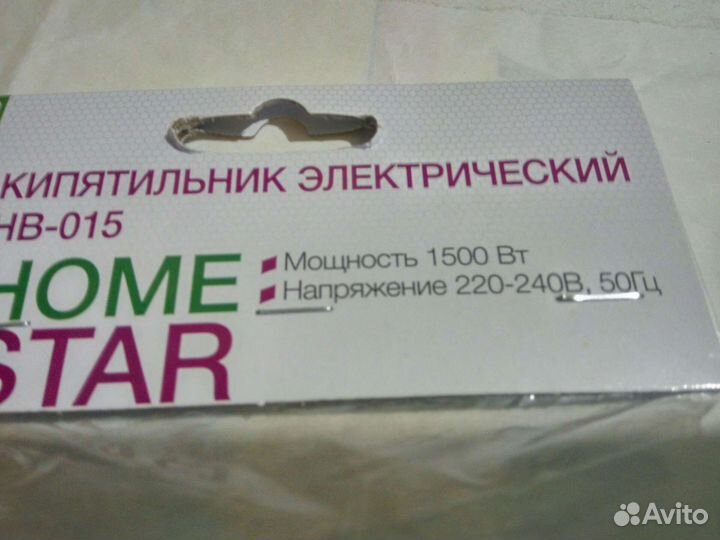 КИПЯТИЛЬНИК ЭЛЕКТРИЧЕСКИЙ
HB-015
HOME
STAR
Мощность 1500 Вт
Напряжение 220-240В, 50Гц
Avito